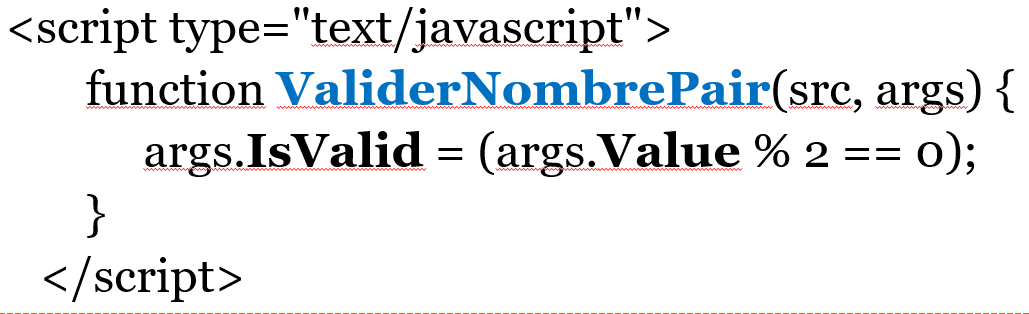 <script type="text/javascript">
function ValiderNombrePair(src, args) {
args.IsValid = (args.Value % 2 == 0);
}
</script>